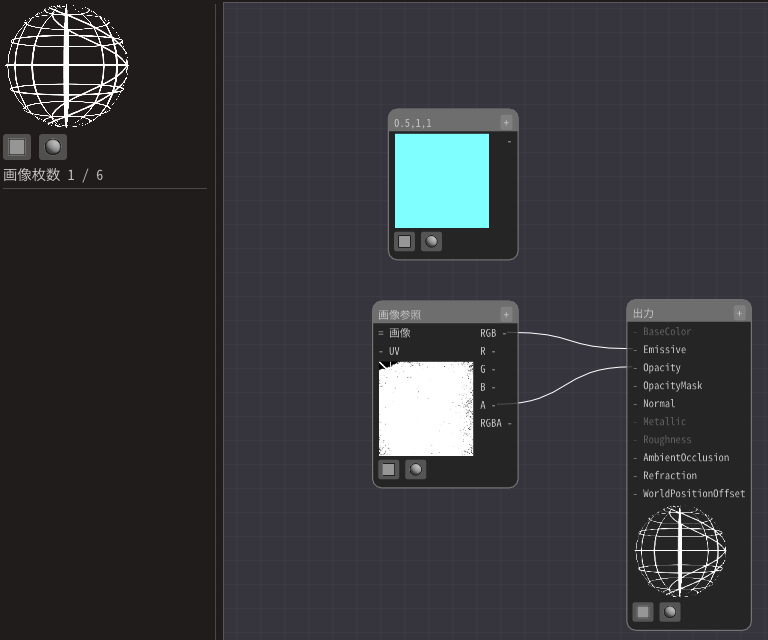 画像枚数 1 / 6
0.5,1,1 +
-
画像参照 +
= 画像 RGB -
- UV R -
G -
B -
A -
RGBA -
出力 +
- BaseColor
- Emissive
- Opacity
- OpacityMask
- Normal
- Metallic
- Roughness
- AmbientOcclusion
- Refraction
- WorldPositionOffset